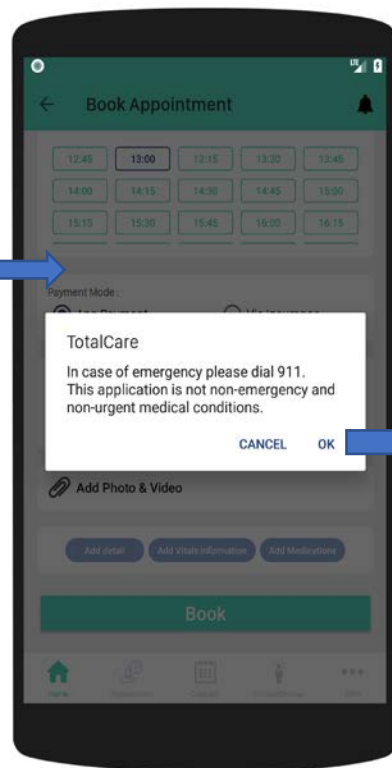 LTE
Book Appointment
12:45 13:00 13:15 13:30 13:45
14:00 14:15 14:30 14:45 15:00
15:15 15:30 15:45 16:00 16:15
Payment Mode :
TotalCare
In case of emergency please dial 911.
This application is not non-emergency and
non-urgent medical conditions.
CANCEL OK
Add Photo & Video
Add detail Add Vitals information Add Medications
Book
Home